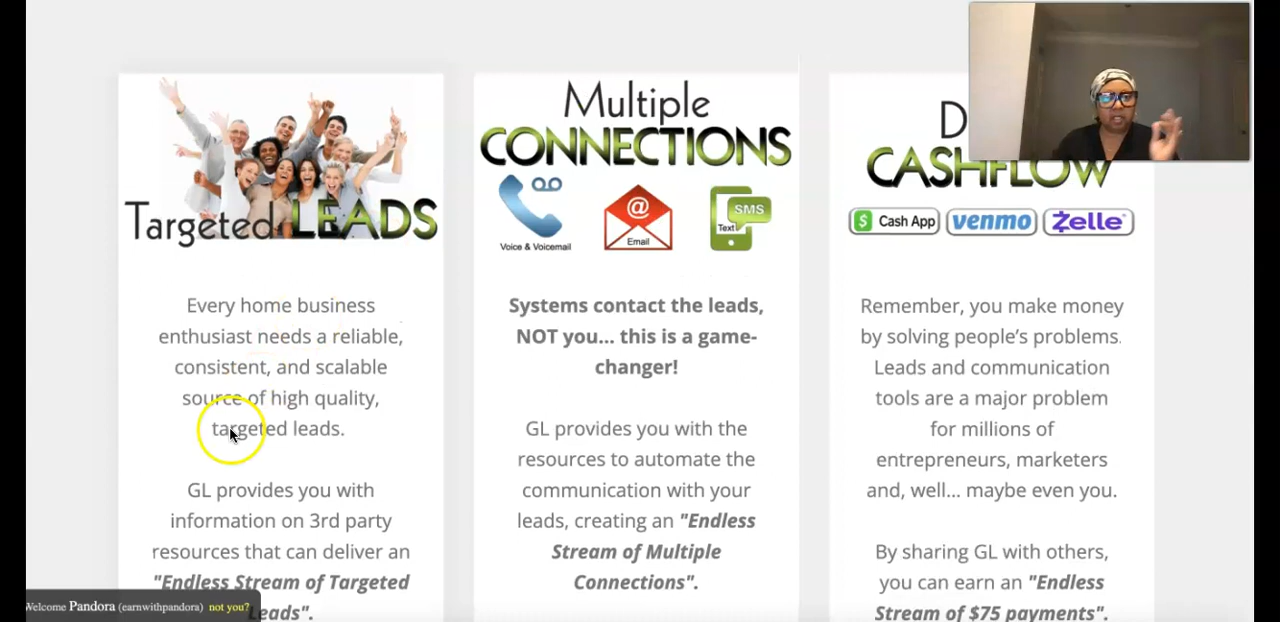 Targeted LEADS
Every home business
enthusiast needs a reliable,
consistent, and scalable
source of high quality,
targeted leads.
GL provides you with
information on 3rd party
resources that can deliver an
"Endless Stream of Targeted
Leads".
Multiple
CONNECTIONS
Voice & Voicemail
@
Email
Text
SMS
Systems contact the leads,
NOT you... this is a game-
changer!
GL provides you with the
resources to automate the
communication with your
leads, creating an "Endless
Stream of Multiple
Connections".
D
CASHFLOW
$ Cash App venmo Zelle
Remember, you make money
by solving people's problems.
Leads and communication
tools are a major problem
for millions of
entrepreneurs, marketers
and, well... maybe even you.
By sharing GL with others,
you can earn an "Endless
Stream of $75 payments".
Welcome Pandora (earnwithpandora) not you?